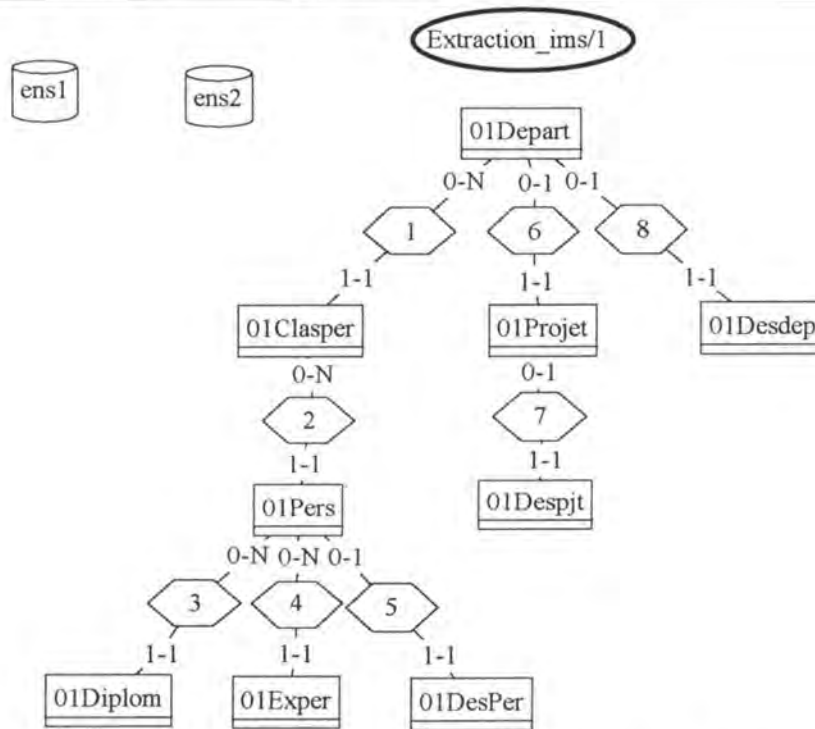 Extraction_ims/1
ens1
ens2
01Depart
0-N
0-1
0-1
1
6
8
1-1
1-1
1-1
01Clasper
01Projet
01Desdep
0-N
0-1
2
7
1-1
1-1
01Pers
01Despjt
0-N
0-N
0-1
3
4
5
1-1
1-1
1-1
01Diplom
01Exper
01DesPer